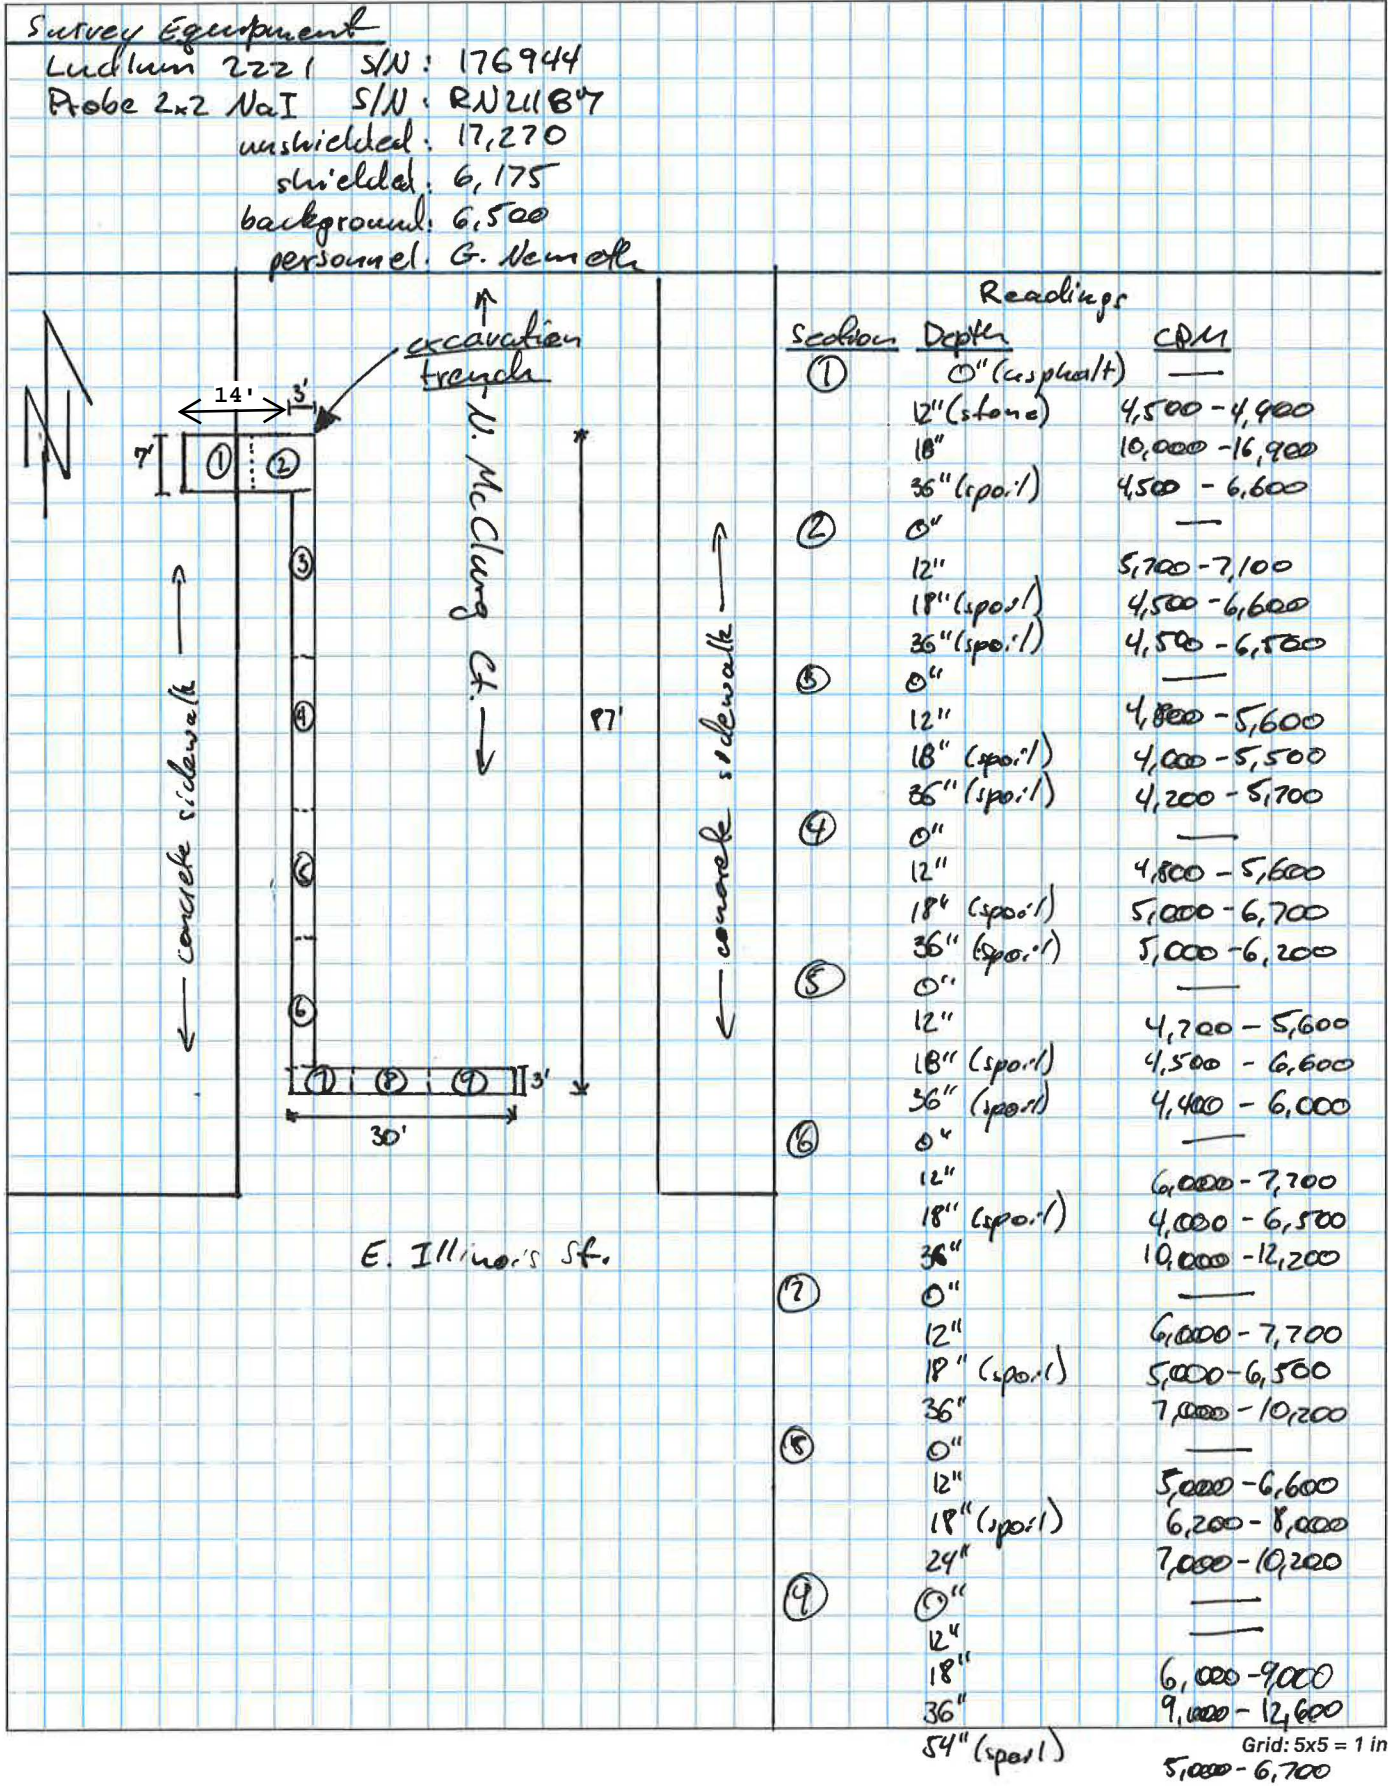 Survey Equipment
Ludlum 2221 S/N: 176944
Probe 2x2 NaI S/N: RN211847
unshielded: 17,270
shielded: 6,175
background: 6,500
personnel: G. Nemeth
N
excavation
trench
14'
3'
7'
① ②
③
④
⑤
⑥
⑦ ⑧ ⑨
3'
30'
87'
N. McClurg Ct.
concrete sidewalk
concrete sidewalk
E. Illinois St.
Readings
Section Depth CPM
① 0" (asphalt) —
12" (stone) 4,500 - 4,900
18" 10,000 - 16,900
36" (spoil) 4,500 - 6,600
② 0" —
12" 5,700 - 7,100
18" (spoil) 4,500 - 6,600
36" (spoil) 4,500 - 6,500
③ 0" —
12" 4,800 - 5,600
18" (spoil) 4,000 - 5,500
36" (spoil) 4,200 - 5,700
④ 0" —
12" 4,800 - 5,600
18" (spoil) 5,000 - 6,700
36" (spoil) 5,000 - 6,200
⑤ 0" —
12" 4,700 - 5,600
18" (spoil) 4,500 - 6,600
36" (spoil) 4,400 - 6,000
⑥ 0" —
12" 6,000 - 7,700
18" (spoil) 4,000 - 6,500
36" 10,000 - 12,200
⑦ 0" —
12" 6,000 - 7,700
18" (spoil) 5,000 - 6,500
36" 7,000 - 10,200
⑧ 0" —
12" 5,000 - 6,600
18" (spoil) 6,200 - 8,000
24" 7,000 - 10,200
⑨ 0" —
12" —
18" 6,000 - 9,000
36" 9,000 - 12,600
54" (spoil) 5,000 - 6,700
Grid: 5x5 = 1 in